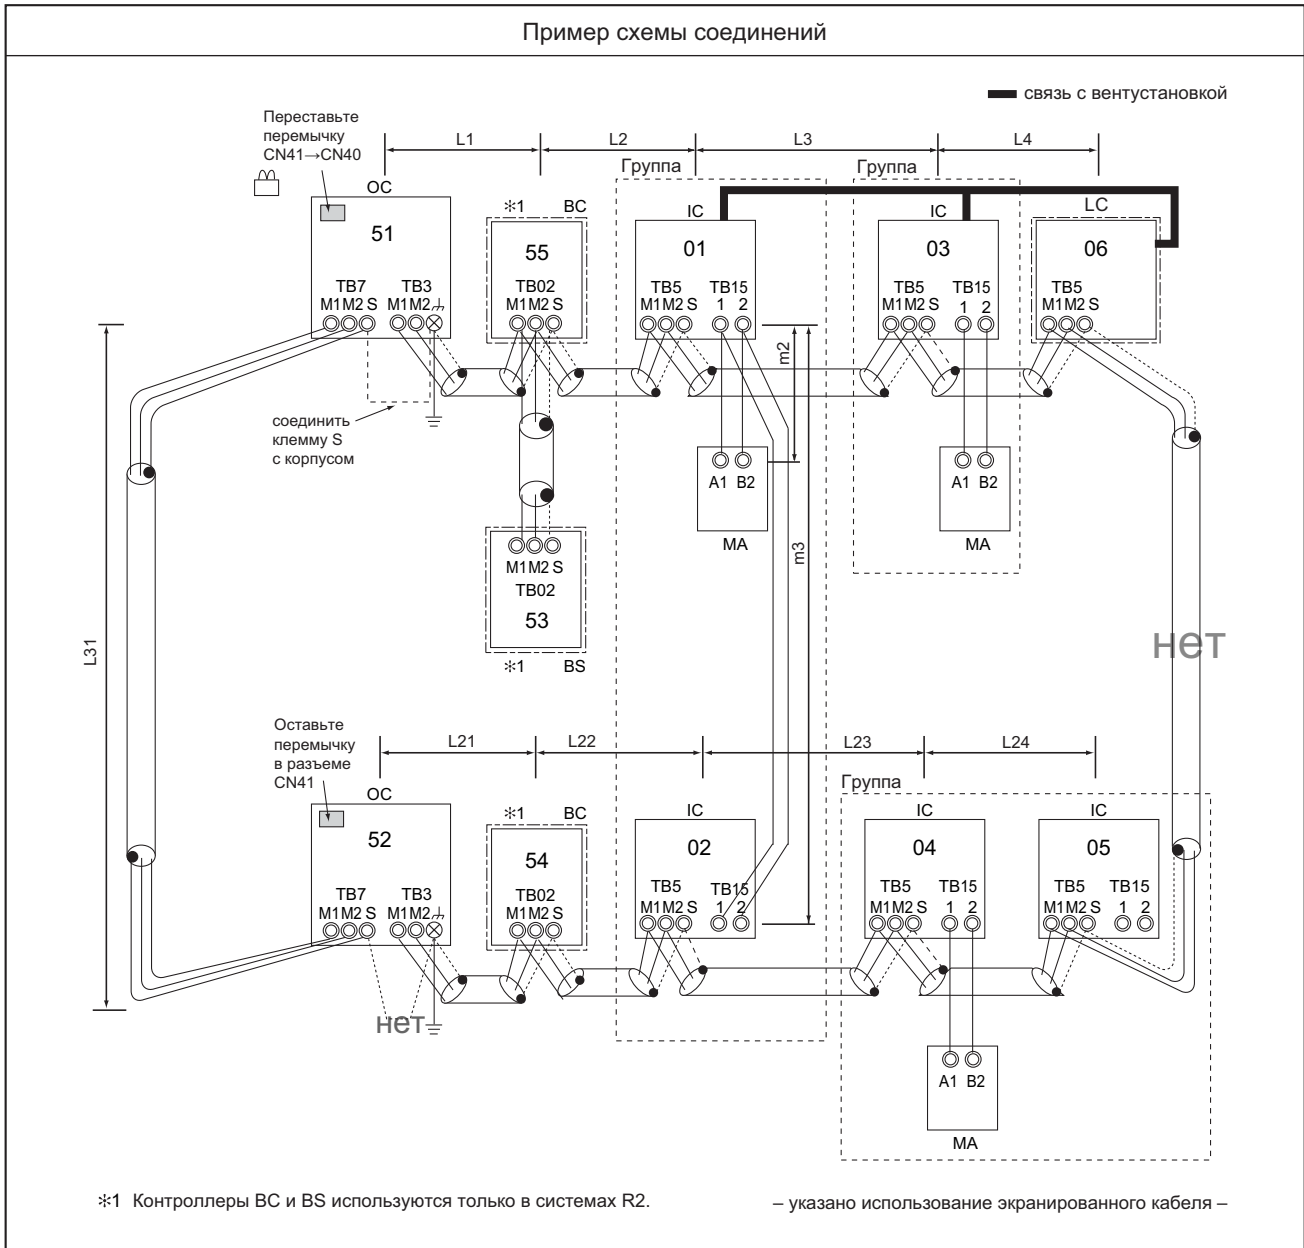 Пример схемы соединений
связь с вентустановкой
Переставьте
перемычку
CN41→CN40
L1
L2
L3
L4
Группа
Группа
OC
✻1 BC
IC
IC
LC
51
55
01
03
06
TB7 TB3
M1M2 S M1M2
TB02
M1M2 S
TB5 TB15
M1M2 S 1 2
TB5 TB15
M1M2 S 1 2
TB5
M1M2 S
m2
соединить
клемму S
с корпусом
A1 B2
MA
A1 B2
MA
m3
M1M2 S
TB02
53
✻1 BS
L31
нет
Оставьте
перемычку
в разъеме
CN41
L21
L22
L23
L24
Группа
OC
✻1 BC
IC
IC
IC
52
54
02
04
05
TB7 TB3
M1M2 S M1M2
TB02
M1M2 S
TB5 TB15
M1M2 S 1 2
TB5 TB15
M1M2 S 1 2
TB5 TB15
M1M2 S 1 2
нет
A1 B2
MA
✻1 Контроллеры BC и BS используются только в системах R2.
– указано использование экранированного кабеля –